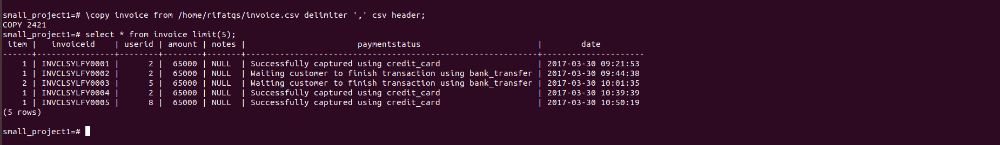 small_project1=# \copy invoice from /home/rifatqs/invoice.csv delimiter ',' csv header;
COPY 2421
small_project1=# select * from invoice limit(5);
 item |   invoiceid    | userid | amount | notes |                       paymentstatus                        |        date
------+----------------+--------+--------+-------+------------------------------------------------------------+---------------------
    1 | INVCLSYLFY0001 |      2 |  65000 | NULL  | Successfully captured using credit_card                    | 2017-03-30 09:21:53
    1 | INVCLSYLFY0002 |      2 |  65000 | NULL  | Waiting customer to finish transaction using bank_transfer | 2017-03-30 09:44:38
    2 | INVCLSYLFY0003 |      5 |  65000 | NULL  | Waiting customer to finish transaction using bank_transfer | 2017-03-30 10:01:35
    1 | INVCLSYLFY0004 |      2 |  65000 | NULL  | Successfully captured using credit_card                    | 2017-03-30 10:39:39
    1 | INVCLSYLFY0005 |      8 |  65000 | NULL  | Successfully captured using credit_card                    | 2017-03-30 10:50:19
(5 rows)
small_project1=#